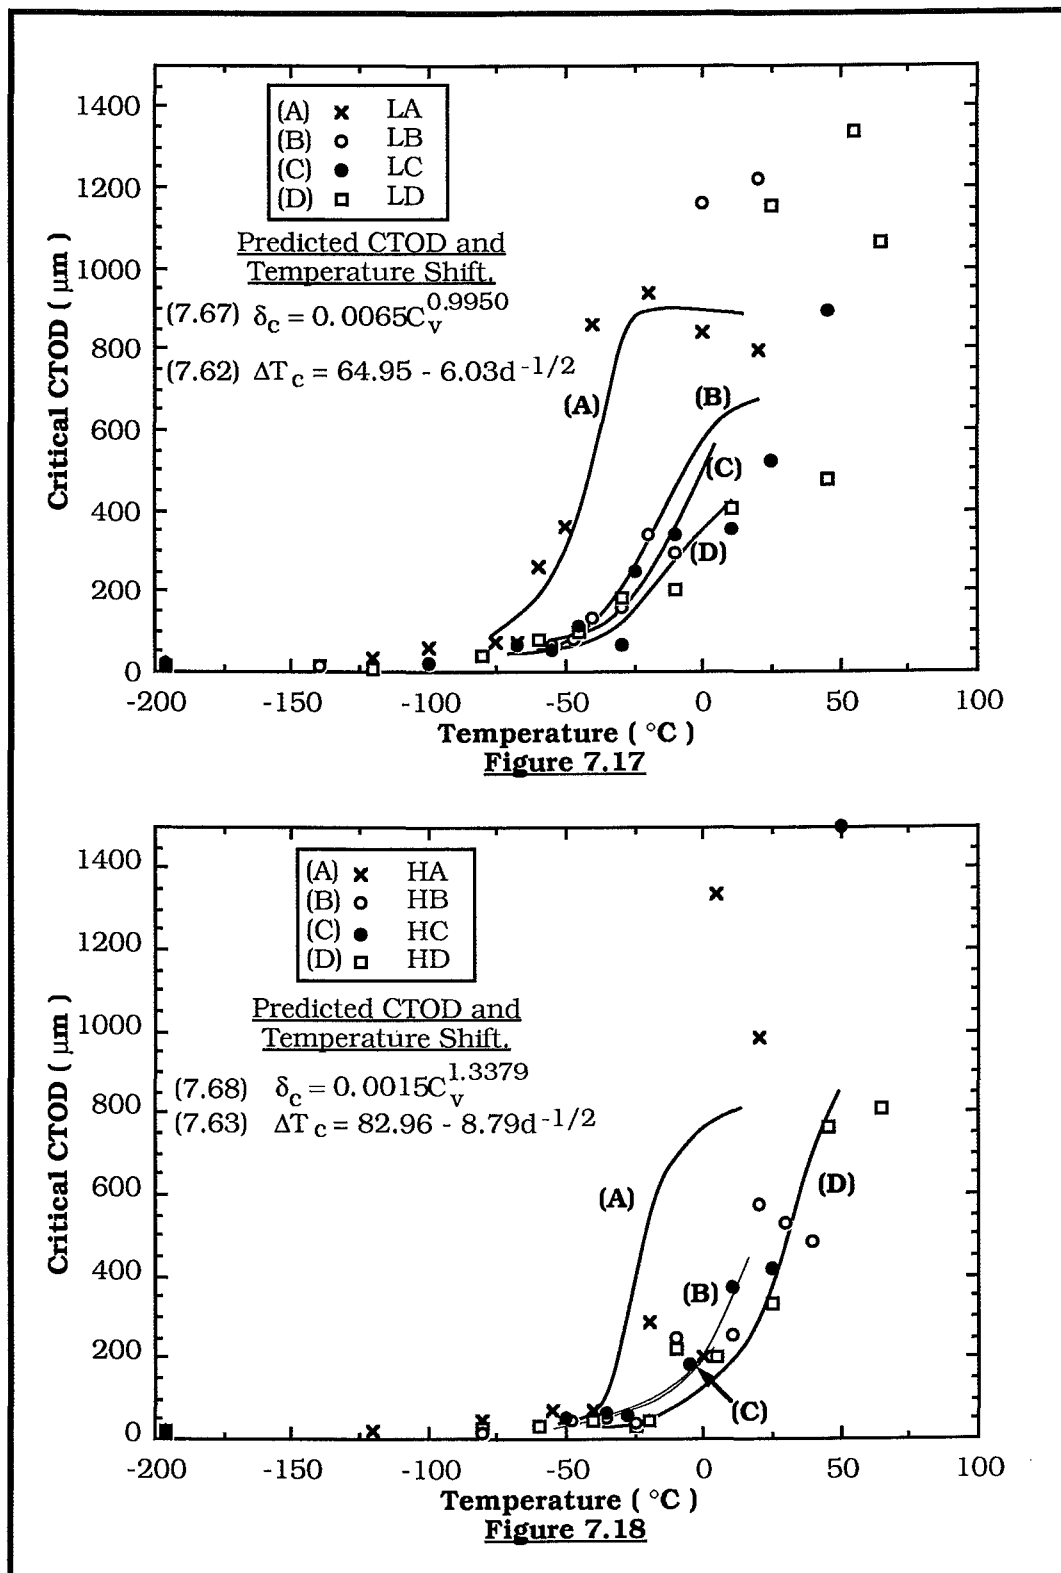 1400
1200
1000
800
600
400
200
0
Critical CTOD ( μm )
(A) × LA
(B) o LB
(C) ● LC
(D) □ LD
Predicted CTOD and
Temperature Shift.
(7.67) δc = 0.0065Cv^0.9950
(7.62) ΔTc = 64.95 - 6.03d^-1/2
(A)
(B)
(C)
(D)
-200 -150 -100 -50 0 50 100
Temperature ( °C )
Figure 7.17
1400
1200
1000
800
600
400
200
0
Critical CTOD ( μm )
(A) × HA
(B) o HB
(C) ● HC
(D) □ HD
Predicted CTOD and
Temperature Shift.
(7.68) δc = 0.0015Cv^1.3379
(7.63) ΔTc = 82.96 - 8.79d^-1/2
(A)
(D)
(B)
(C)
-200 -150 -100 -50 0 50 100
Temperature ( °C )
Figure 7.18